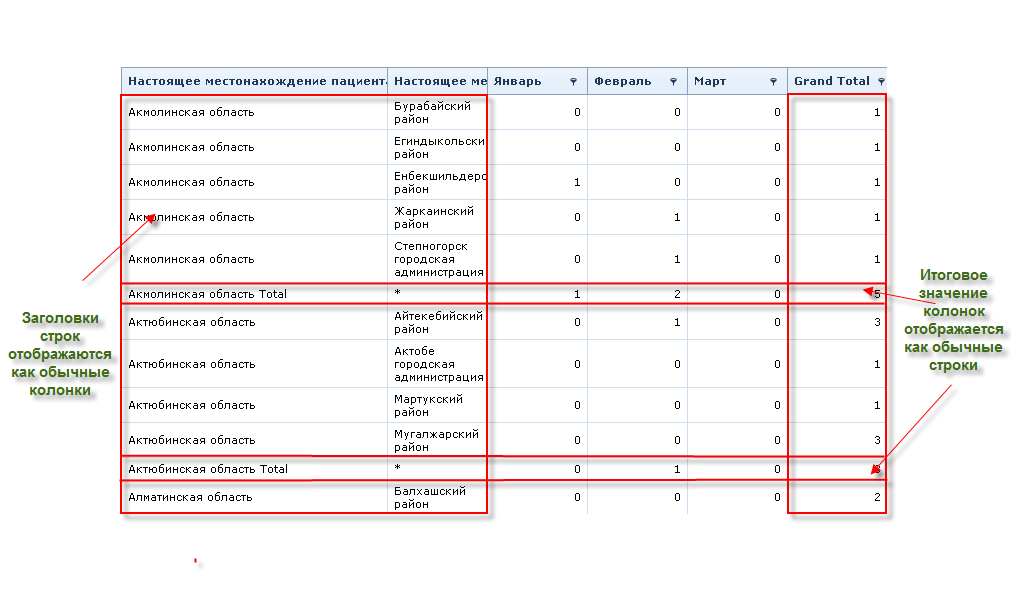 Настоящее местонахождение пациент Настоящее ме Январь Февраль Март Grand Total
Акмолинская область Бурабайский район 0 0 0 1
Акмолинская область Егиндыкольски район 0 0 0 1
Акмолинская область Енбекшильдерс район 1 0 0 1
Акмолинская область Жаркаинский район 0 1 0 1
Акмолинская область Степногорск городская администрация 0 1 0 1
Акмолинская область Total * 1 2 0 5
Актюбинская область Айтекебийский район 0 1 0 3
Актюбинская область Актобе городская администрация 0 0 0 1
Актюбинская область Мартукский район 0 0 0 1
Актюбинская область Мугалжарский район 0 0 0 3
Актюбинская область Total * 0 1 0 8
Алматинская область Балхашский район 0 0 0 2
Заголовки
строк
отображаются
как обычные
колонки
Итоговое
значение
колонок
отображается
как обычные
строки